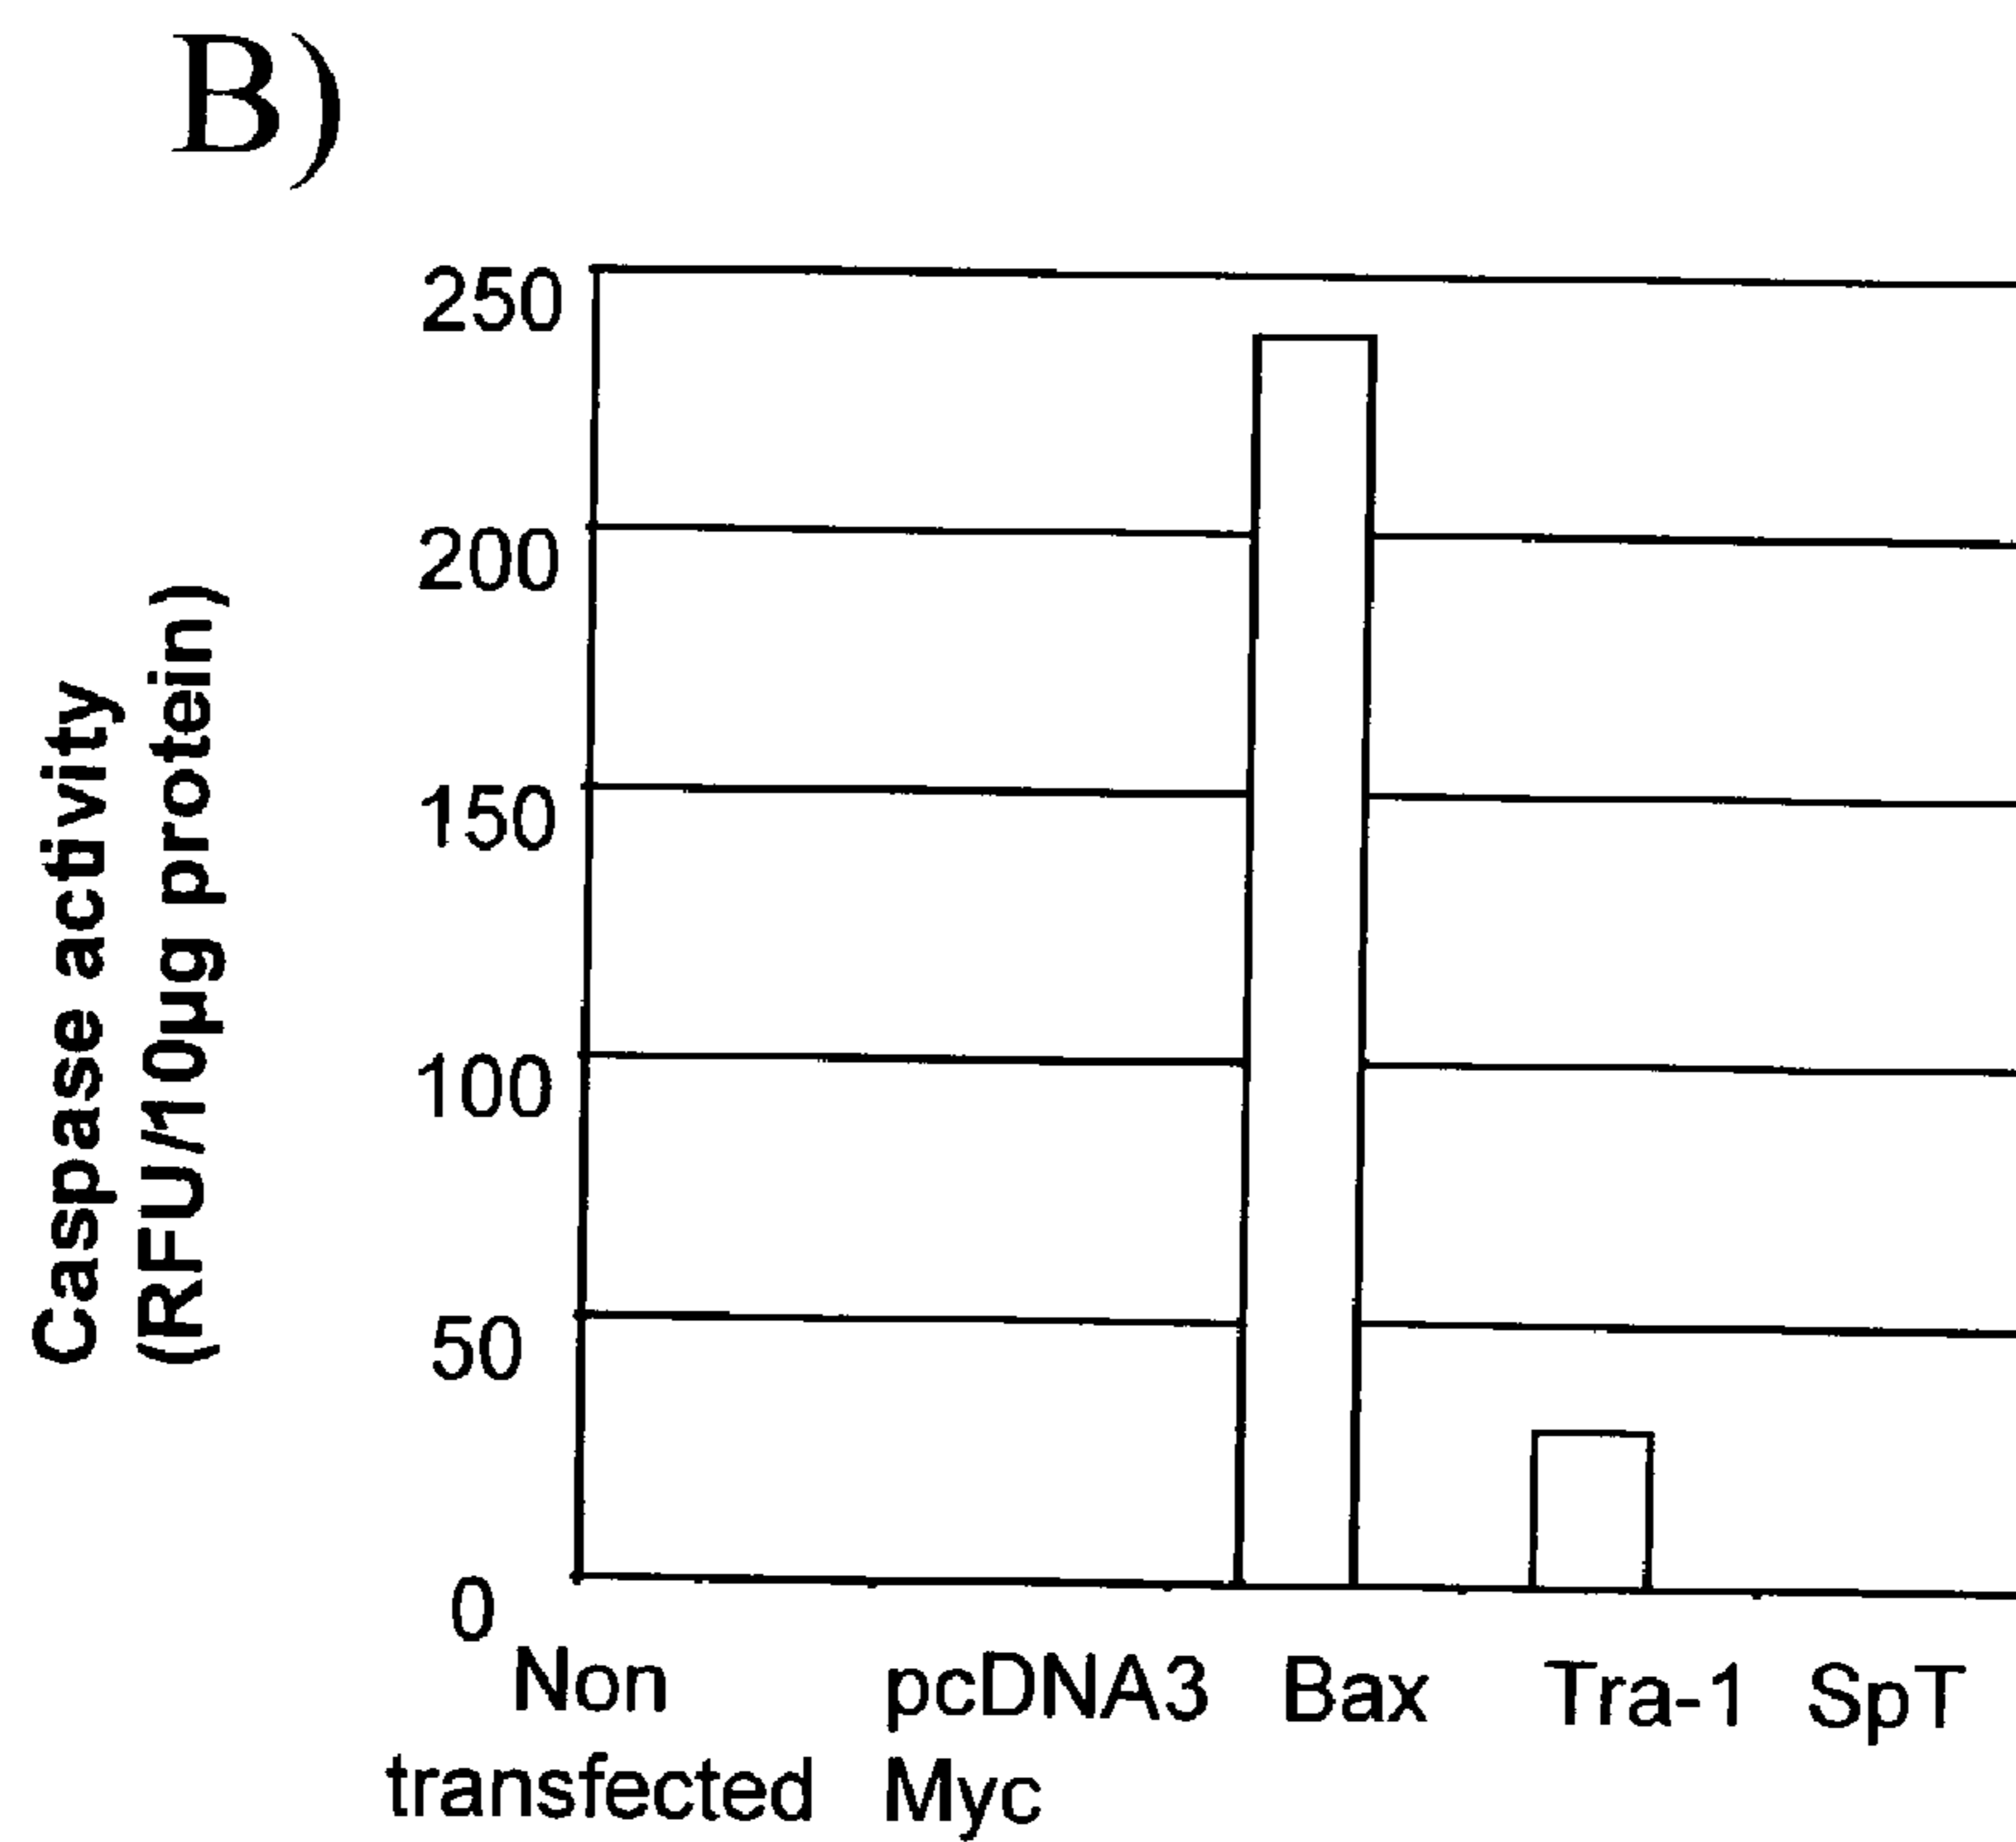 B)
250
200
150
100
50
0
Caspase activity
(RFU/10µg protein)
Non pcDNA3 Bax Tra-1 SpT
transfected Myc